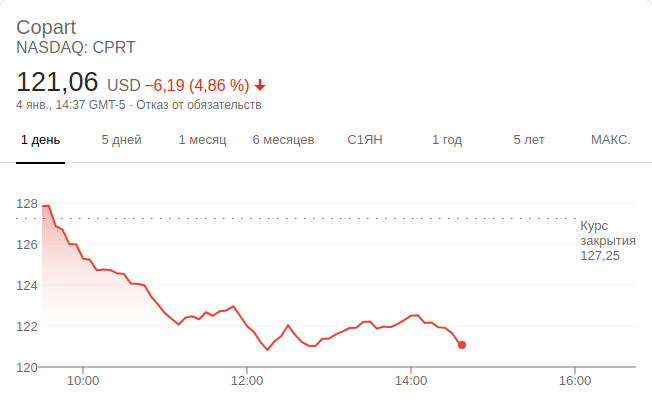 Copart
NASDAQ: CPRT
121,06 USD −6,19 (4,86 %)
4 янв., 14:37 GMT-5 · Отказ от обязательств
1 день 5 дней 1 месяц 6 месяцев С1ЯН 1 год 5 лет МАКС.
128
126
124
122
120
Курс
закрытия
127,25
10:00 12:00 14:00 16:00